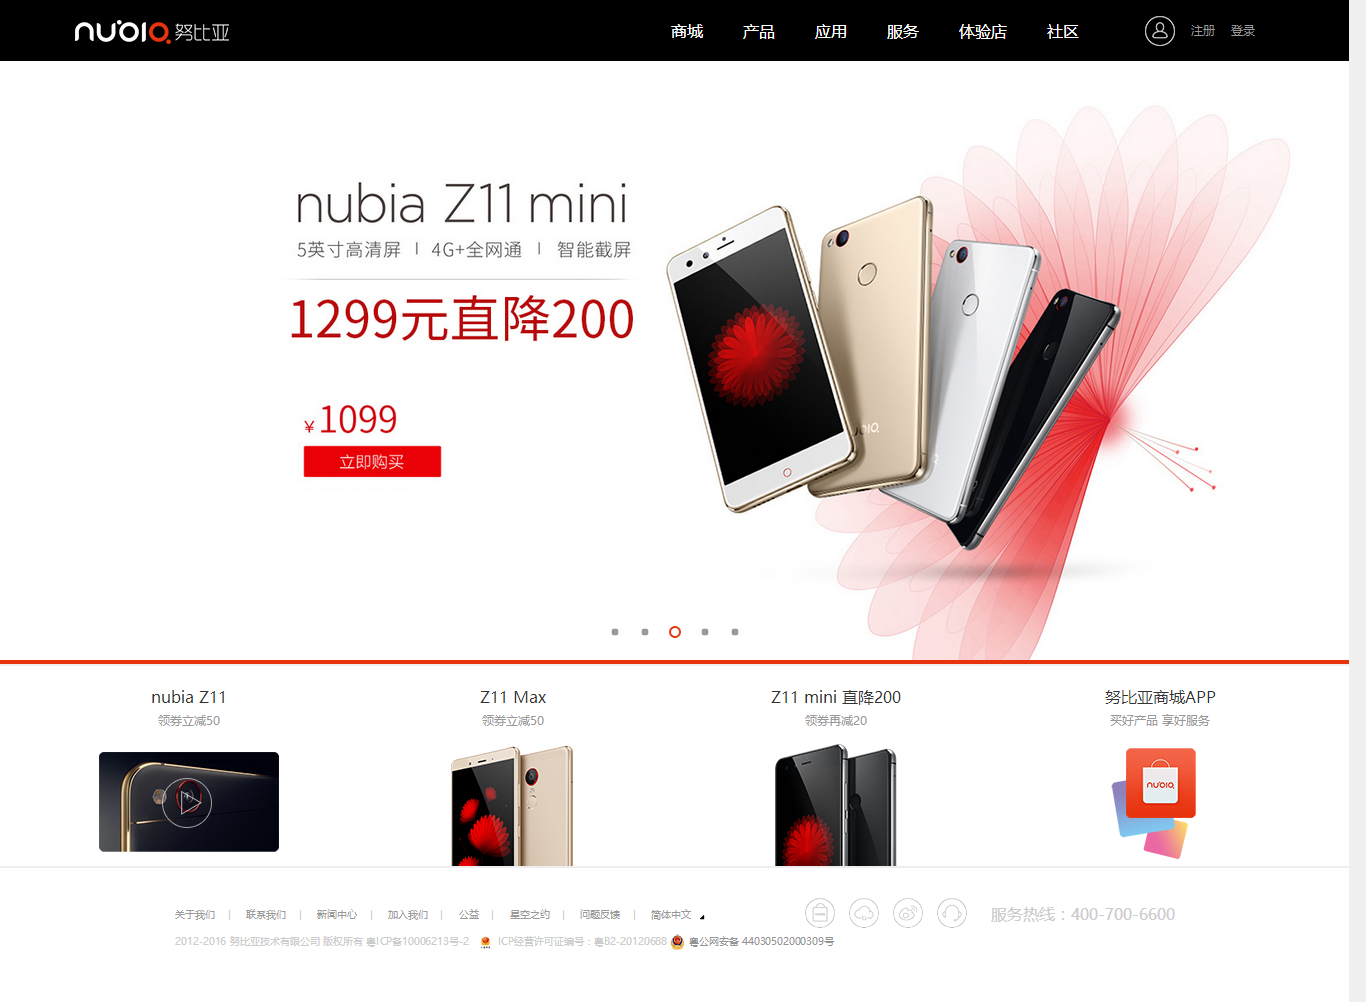 nubia 努比亚
商城 产品 应用 服务 体验店 社区 注册 登录
nubia Z11 mini
5英寸高清屏 | 4G+全网通 | 智能截屏
1299元直降200
¥1099
立即购买
nubia Z11
领券立减50
Z11 Max
领券立减50
Z11 mini 直降200
领券再减20
努比亚商城APP
买好产品 享好服务
nubia
关于我们 | 联系我们 | 新闻中心 | 加入我们 | 公益 | 星空之约 | 问题反馈 | 简体中文
服务热线：400-700-6600
2012-2016 努比亚技术有限公司 版权所有 粤ICP备10006213号-2 ICP经营许可证编号：粤B2-20120688 粤公网安备 44030502000309号